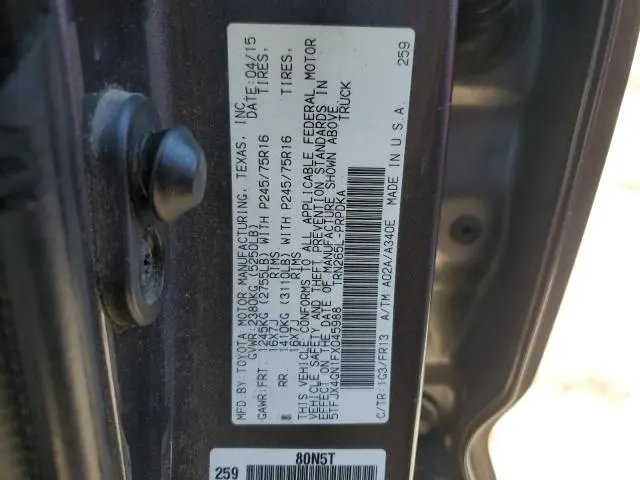 MFD.BY:TOYOTA MOTOR MANUFACTURING, TEXAS, INC. DATE:04/15
GVWR:2380KG (5250LB)
GAWR:FRT. 1245KG (2755LB) WITH P245/75R16 TIRES,
16X7J RIMS
RR. 1410KG (3110LB) WITH P245/75R16 TIRES,
16X7J RIMS
THIS VEHICLE CONFORMS TO ALL APPLICABLE FEDERAL MOTOR
VEHICLE SAFETY AND THEFT PREVENTION STANDARDS IN
EFFECT ON THE DATE OF MANUFACTURE SHOWN ABOVE.
5TFJX4GN1FX045988 TRUCK
TRN265L-PRPDKA
C/TR:1G3/FR13 A/TM:A02A/A340E MADE IN U.S.A. 259
80N5T
259